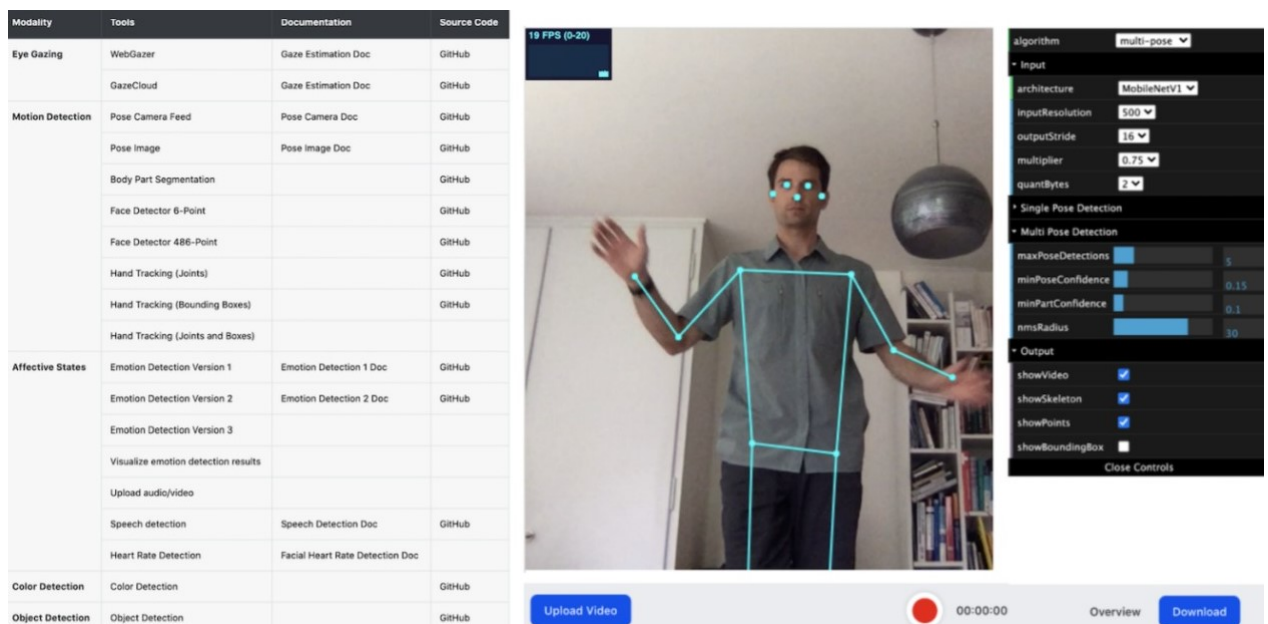 Modality Tools Documentation Source Code
Eye Gazing WebGazer Gaze Estimation Doc GitHub
GazeCloud Gaze Estimation Doc GitHub
Motion Detection Pose Camera Feed Pose Camera Doc GitHub
Pose Image Pose Image Doc GitHub
Body Part Segmentation GitHub
Face Detector 6-Point GitHub
Face Detector 486-Point GitHub
Hand Tracking (Joints) GitHub
Hand Tracking (Bounding Boxes) GitHub
Hand Tracking (Joints and Boxes)
Affective States Emotion Detection Version 1 Emotion Detection 1 Doc GitHub
Emotion Detection Version 2 Emotion Detection 2 Doc GitHub
Emotion Detection Version 3
Visualize emotion detection results
Upload audio/video
Speech detection Speech Detection Doc GitHub
Heart Rate Detection Facial Heart Rate Detection Doc
Color Detection Color Detection GitHub
Object Detection Object Detection GitHub
19 FPS (0-20)
algorithm multi-pose
Input
architecture MobileNetV1
inputResolution 500
outputStride 16
multiplier 0.75
quantBytes 2
Single Pose Detection
Multi Pose Detection
maxPoseDetections 5
minPoseConfidence 0.15
minPartConfidence 0.1
nmsRadius 30
Output
showVideo
showSkeleton
showPoints
showBoundingBox
Close Controls
Upload Video 00:00:00 Overview Download